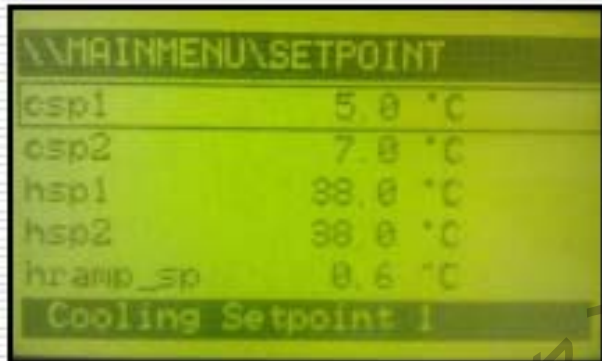 \\MAINMENU\SETPOINT
csp1 5.0 °C
csp2 7.0 °C
hsp1 38.0 °C
hsp2 38.0 °C
hramp_sp 0.6 °C
Cooling Setpoint 1